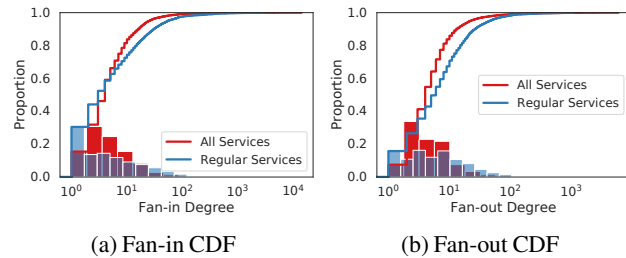 1.0
0.8
0.6
0.4
0.2
0.0
Proportion
All Services
Regular Services
10^0 10^1 10^2 10^3 10^4
Fan-in Degree
(a) Fan-in CDF
1.0
0.8
0.6
0.4
0.2
0.0
Proportion
All Services
Regular Services
10^0 10^1 10^2 10^3
Fan-out Degree
(b) Fan-out CDF